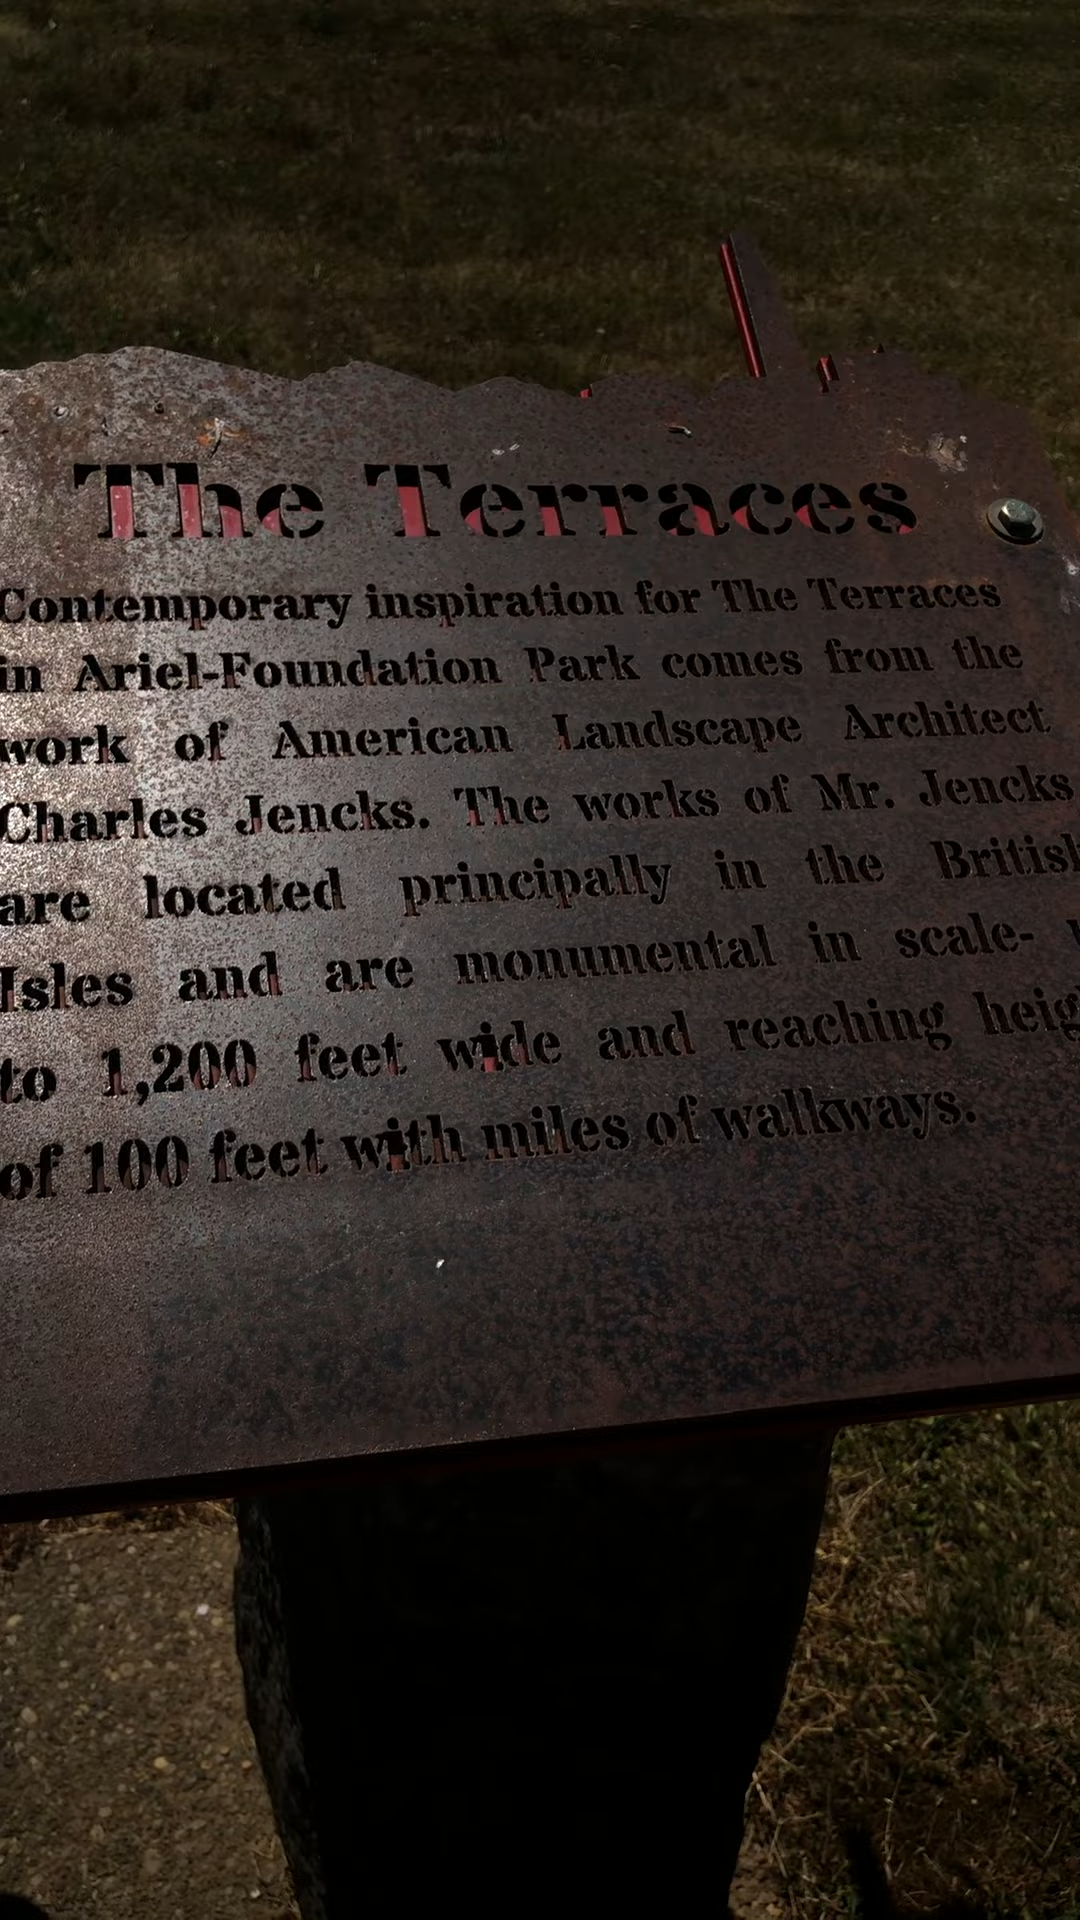 The Terraces
Contemporary inspiration for The Terraces
in Ariel-Foundation Park comes from the
work of American Landscape Architect
Charles Jencks. The works of Mr. Jencks
are located principally in the
Isles and are monumental in scale-
to 1,200 feet wide and reaching
of 100 feet with miles of walkways.